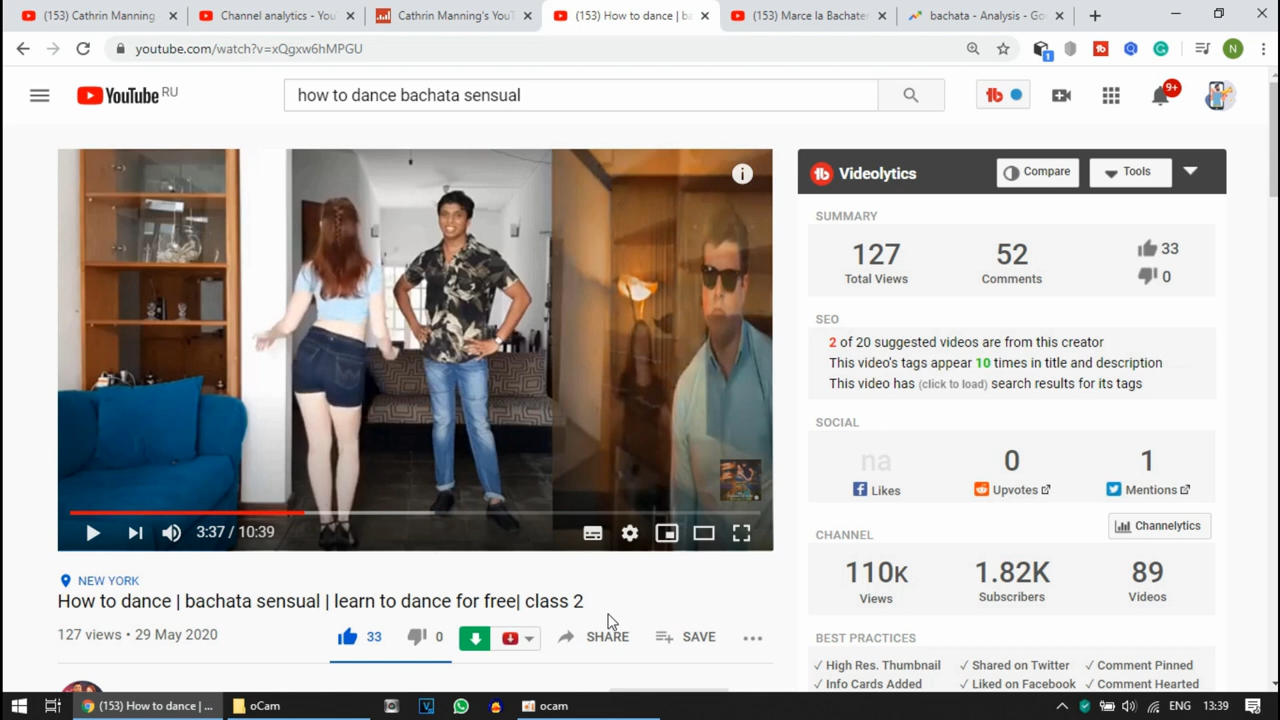 (153) Cathrin Manning
Channel analytics - You
Cathrin Manning's YouT
(153) How to dance | ba
(153) Marce la Bachater
bachata - Analysis - Go
youtube.com/watch?v=xQgxw6hMPGU
1
N
YouTube RU
how to dance bachata sensual
tb
9+
tb Videolytics
Compare
Tools
SUMMARY
127
Total Views
52
Comments
33
0
SEO
2 of 20 suggested videos are from this creator
This video's tags appear 10 times in title and description
This video has (click to load) search results for its tags
SOCIAL
na
Likes
0
Upvotes
1
Mentions
Channelytics
CHANNEL
110K
Views
1.82K
Subscribers
89
Videos
BEST PRACTICES
✓ High Res. Thumbnail
✓ Shared on Twitter
✓ Comment Pinned
✓ Info Cards Added
✓ Liked on Facebook
✓ Comment Hearted
3:37 / 10:39
NEW YORK
How to dance | bachata sensual | learn to dance for free| class 2
127 views • 29 May 2020
33
0
SHARE
SAVE
(153) How to dance | ...
oCam
ocam
ENG
13:39